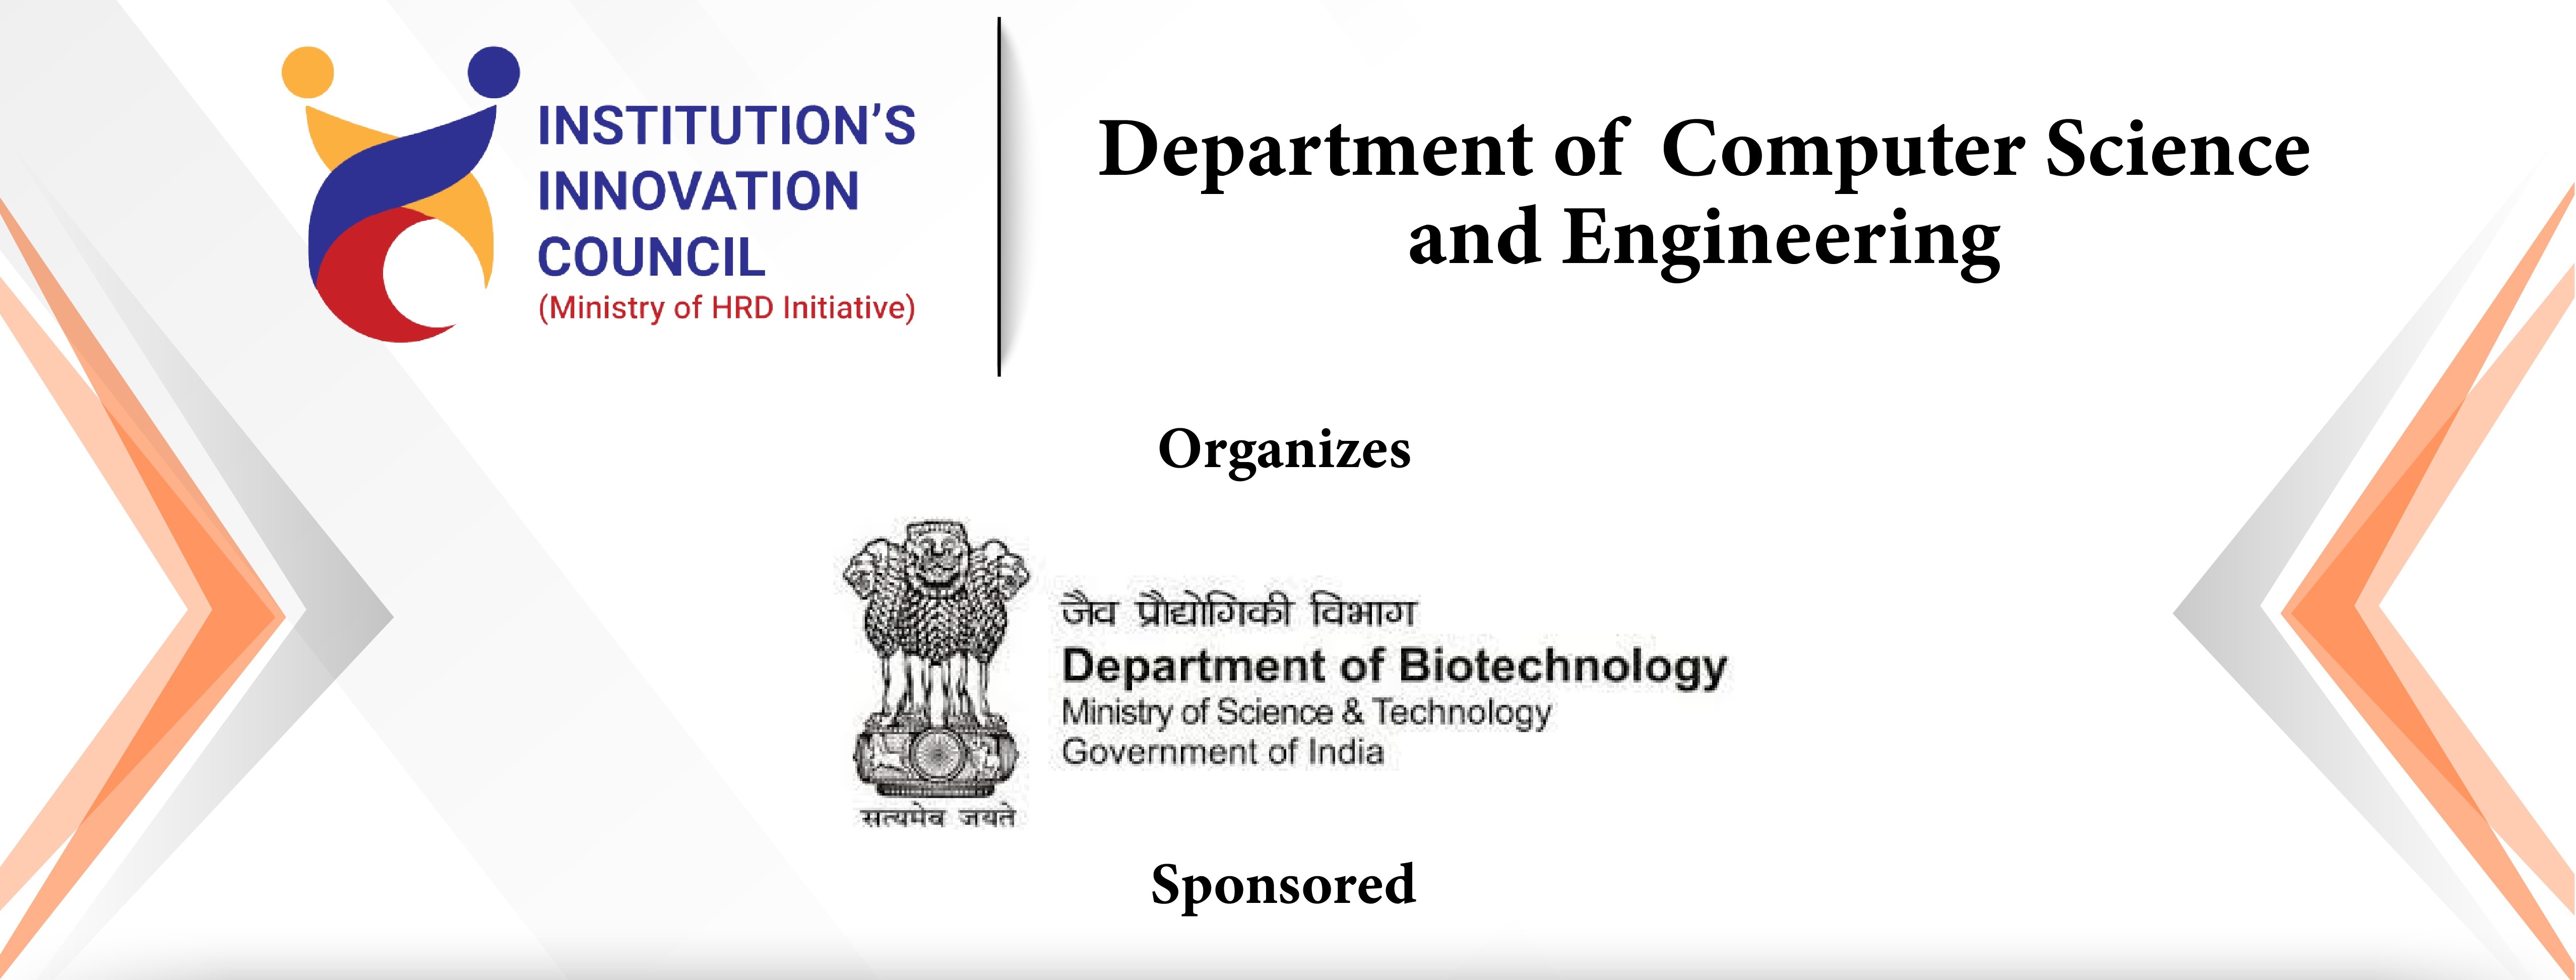 INSTITUTION'S
INNOVATION
COUNCIL
(Ministry of HRD Initiative)
Department of Computer Science
and Engineering
Organizes
जैव प्रौद्योगिकी विभाग
Department of Biotechnology
Ministry of Science & Technology
Government of India
सत्यमेव जयते
Sponsored